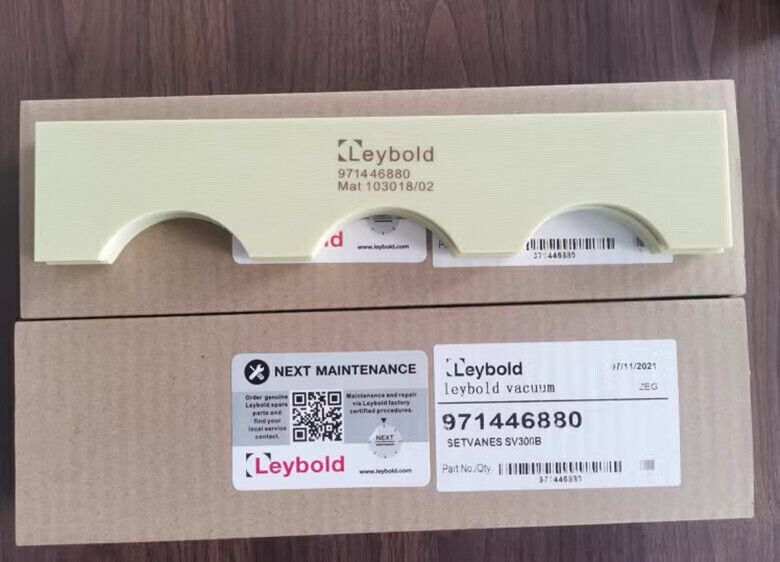 Leybold
971446880
Mat 103018/02
ld
www.leybold.com
Par
971446880
NEXT MAINTENANCE
Order genuine
Leybold spare
parts and
find your
local service
contact.
Maintenance and repair
via Leybold factory
certified procedures.
NEXT
Leybold
www.leybold.com
Leybold
07/11/2021
leybold vacuum
ZEG
971446880
SETVANES SV300B
Part No./Qty
971446880